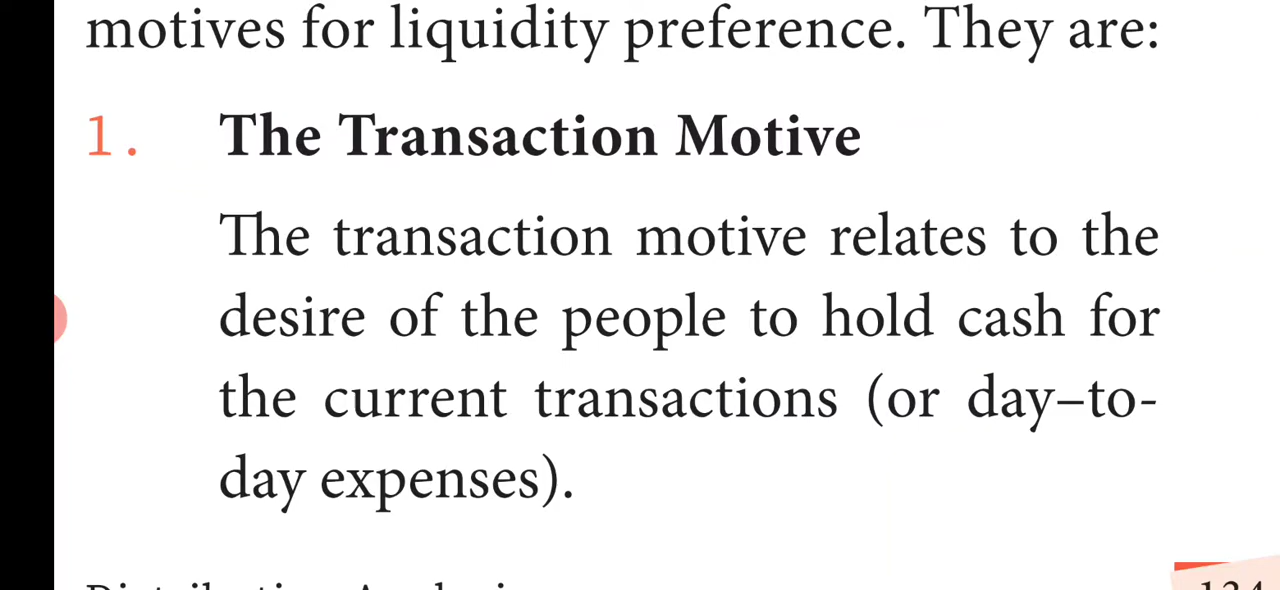 motives for liquidity preference. They are:
1. The Transaction Motive
The transaction motive relates to the
desire of the people to hold cash for
the current transactions (or day–to-
day expenses).